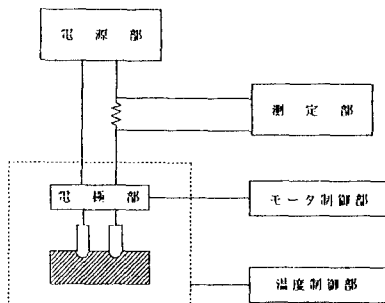 電源部
測定部
電極部
モータ制御部
温度制御部